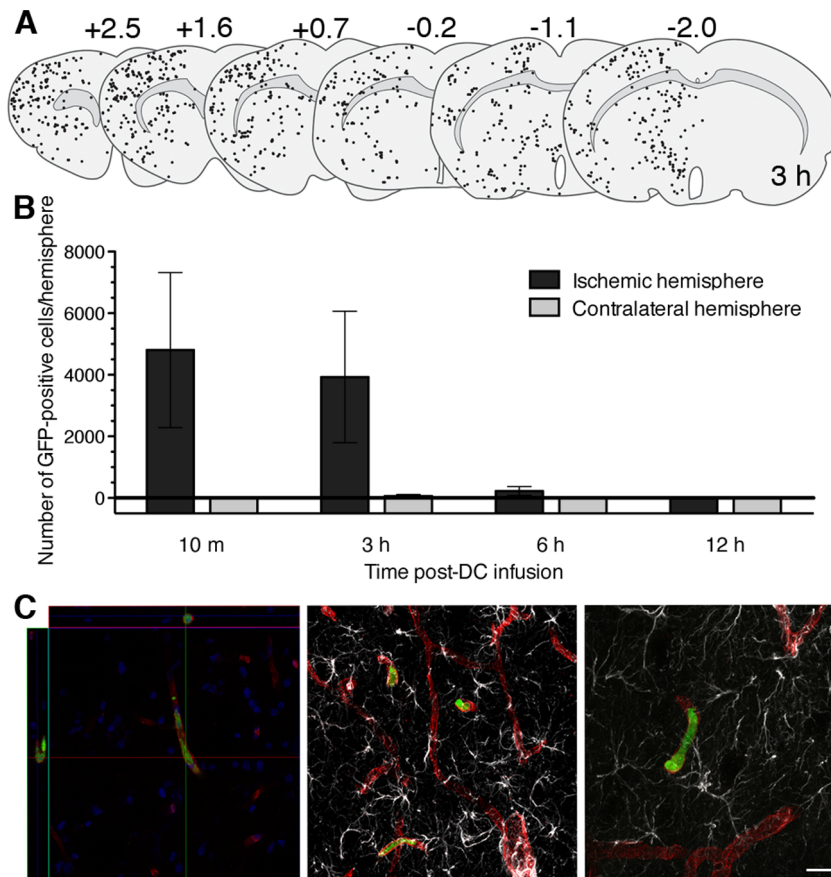 A
+2.5 +1.6 +0.7 -0.2 -1.1 -2.0
3 h
B
Number of GFP-positive cells/hemisphere
8000
6000
4000
2000
0
Ischemic hemisphere
Contralateral hemisphere
10 m 3 h 6 h 12 h
Time post-DC infusion
C